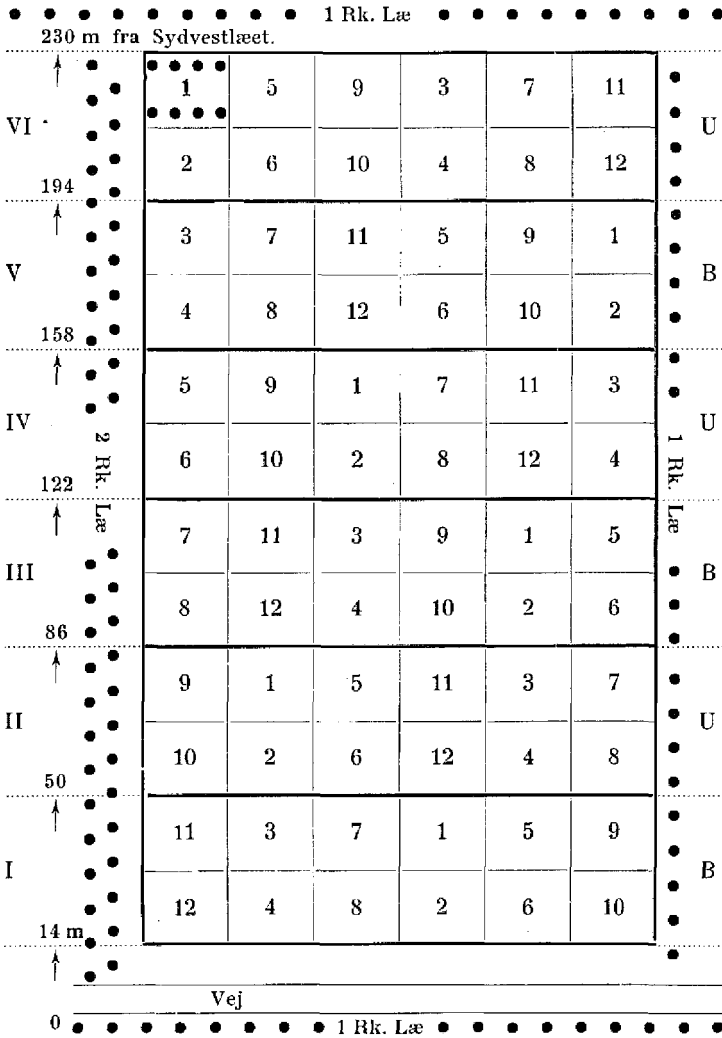 1 Rk. Læ
230 m fra Sydvestlæet.
1 5 9 3 7 11
VI U
2 6 10 4 8 12
194
3 7 11 5 9 1
V B
4 8 12 6 10 2
158
5 9 1 7 11 3
IV U
2 Rk. Læ
1 Rk. Læ
6 10 2 8 12 4
122
7 11 3 9 1 5
III B
8 12 4 10 2 6
86
9 1 5 11 3 7
II U
10 2 6 12 4 8
50
11 3 7 1 5 9
I B
12 4 8 2 6 10
14 m
Vej
0 1 Rk. Læ